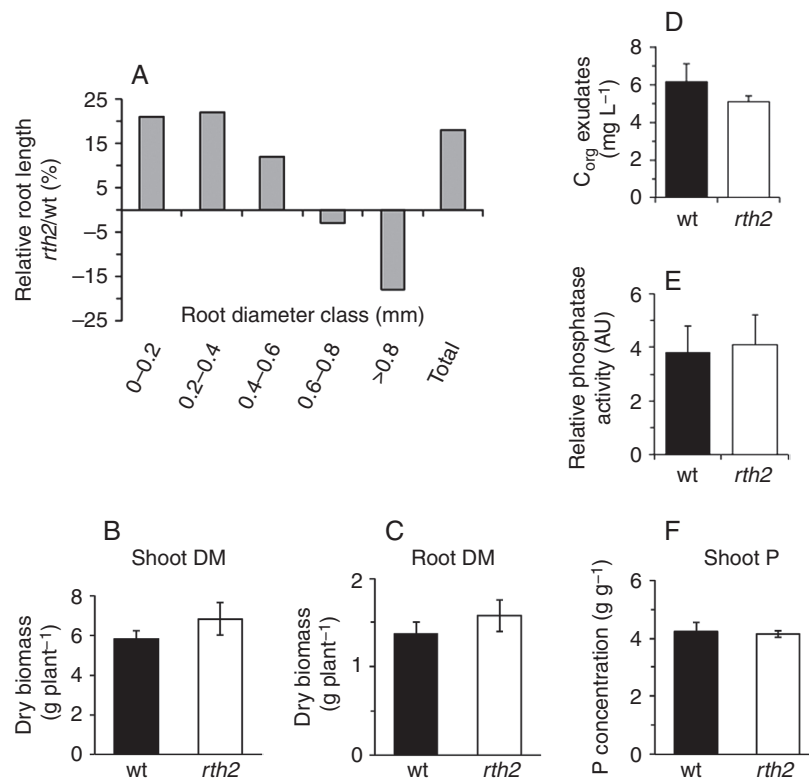 A
Relative root length
rth2/wt (%)
25
15
5
−5
−15
−25
Root diameter class (mm)
0–0.2
0.2–0.4
0.4–0.6
0.6–0.8
>0.8
Total
D
C_org exudates
(mg L⁻¹)
8
6
4
2
0
wt rth2
E
Relative phosphatase
activity (AU)
6
4
2
0
wt rth2
B
Shoot DM
Dry biomass
(g plant⁻¹)
8
6
4
2
0
wt rth2
C
Root DM
Dry biomass
(g plant⁻¹)
2
1
0
wt rth2
F
Shoot P
P concentration (g g⁻¹)
6
4
2
0
wt rth2